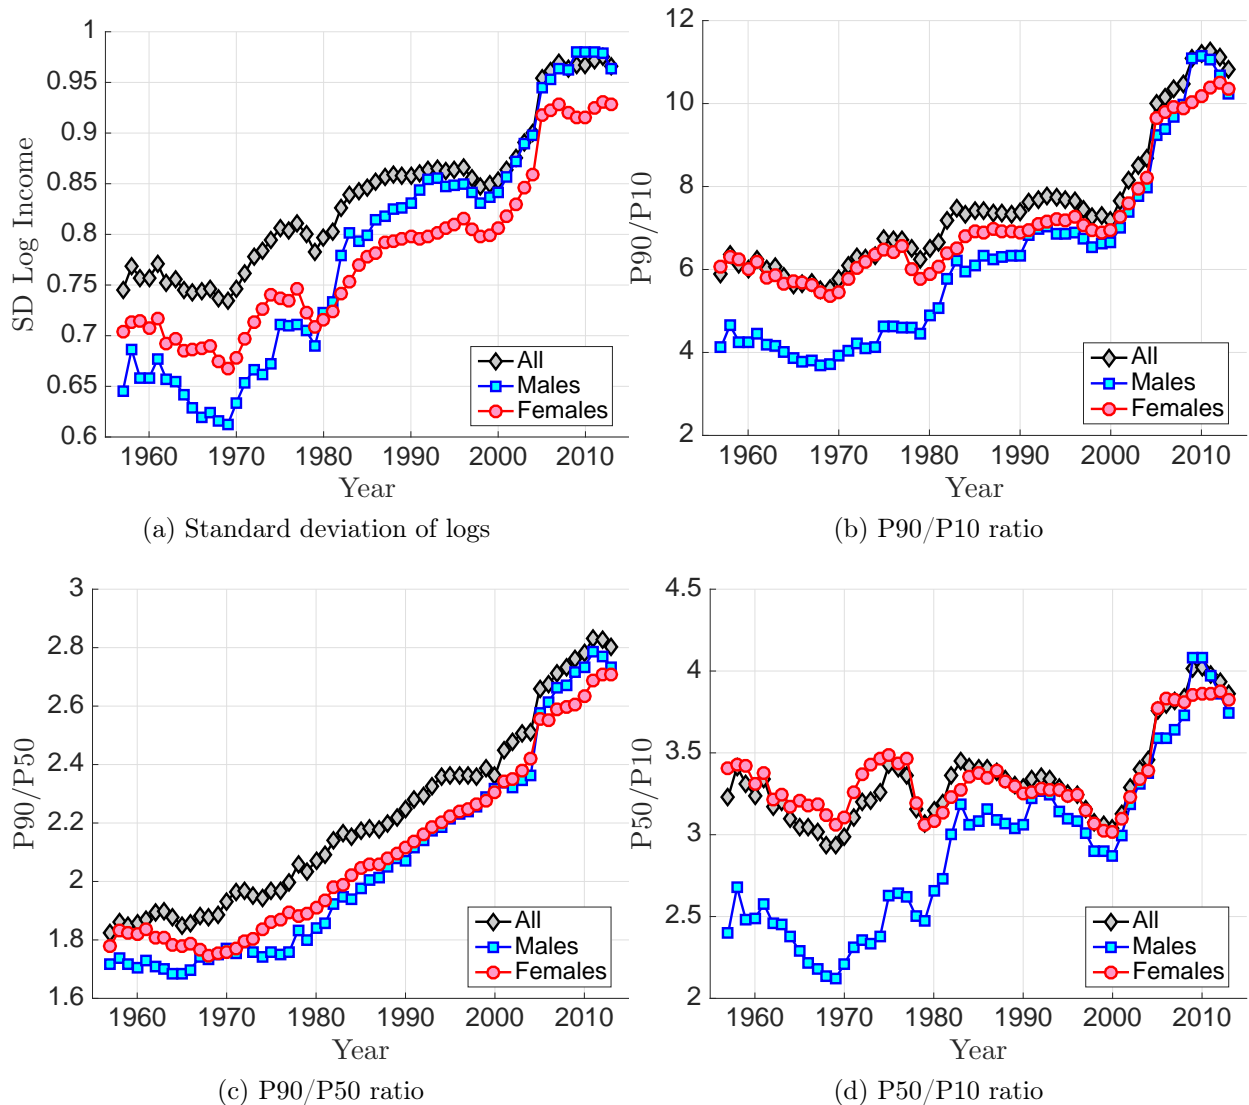 1
0.95
0.9
0.85
0.8
0.75
0.7
0.65
0.6
SD Log Income
1960 1970 1980 1990 2000 2010
Year
All
Males
Females
(a) Standard deviation of logs
12
10
8
6
4
2
P90/P10
1960 1970 1980 1990 2000 2010
Year
All
Males
Females
(b) P90/P10 ratio
3
2.8
2.6
2.4
2.2
2
1.8
1.6
P90/P50
1960 1970 1980 1990 2000 2010
Year
All
Males
Females
(c) P90/P50 ratio
4.5
4
3.5
3
2.5
2
P50/P10
1960 1970 1980 1990 2000 2010
Year
All
Males
Females
(d) P50/P10 ratio